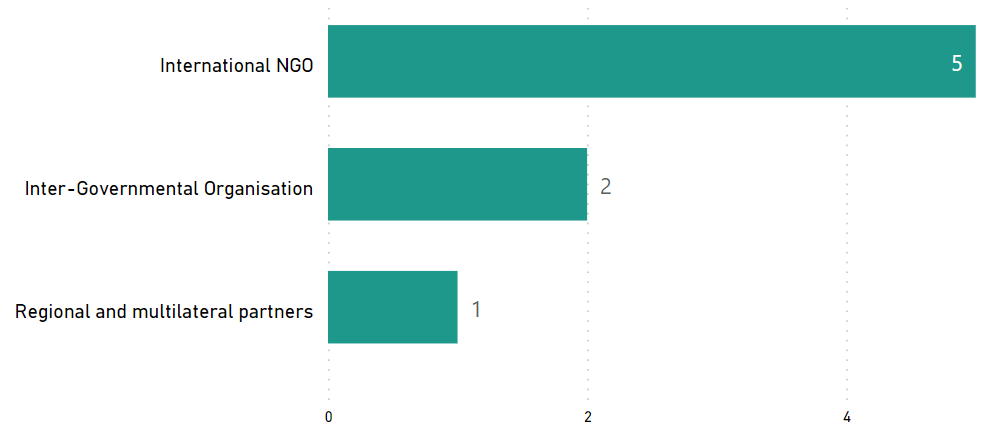 International NGO
5
Inter-Governmental Organisation
2
Regional and multilateral partners
1
0
2
4